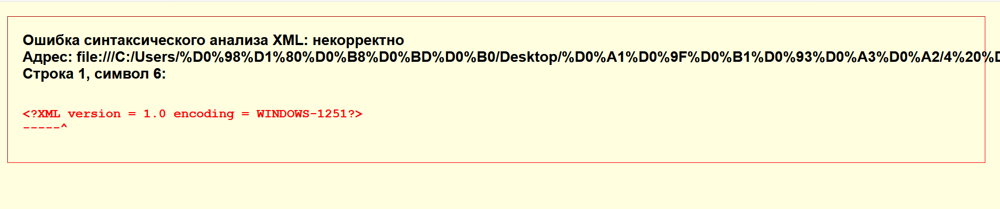 Ошибка синтаксического анализа XML: некорректно
Адрес: file:///C:/Users/%D0%98%D1%80%D0%B8%D0%BD%D0%B0/Desktop/%D0%A1%D0%9F%D0%B1%D0%93%D0%A3%D0%A2/4%20%D
Строка 1, символ 6:
<?XML version = 1.0 encoding = WINDOWS-1251?>
-----^